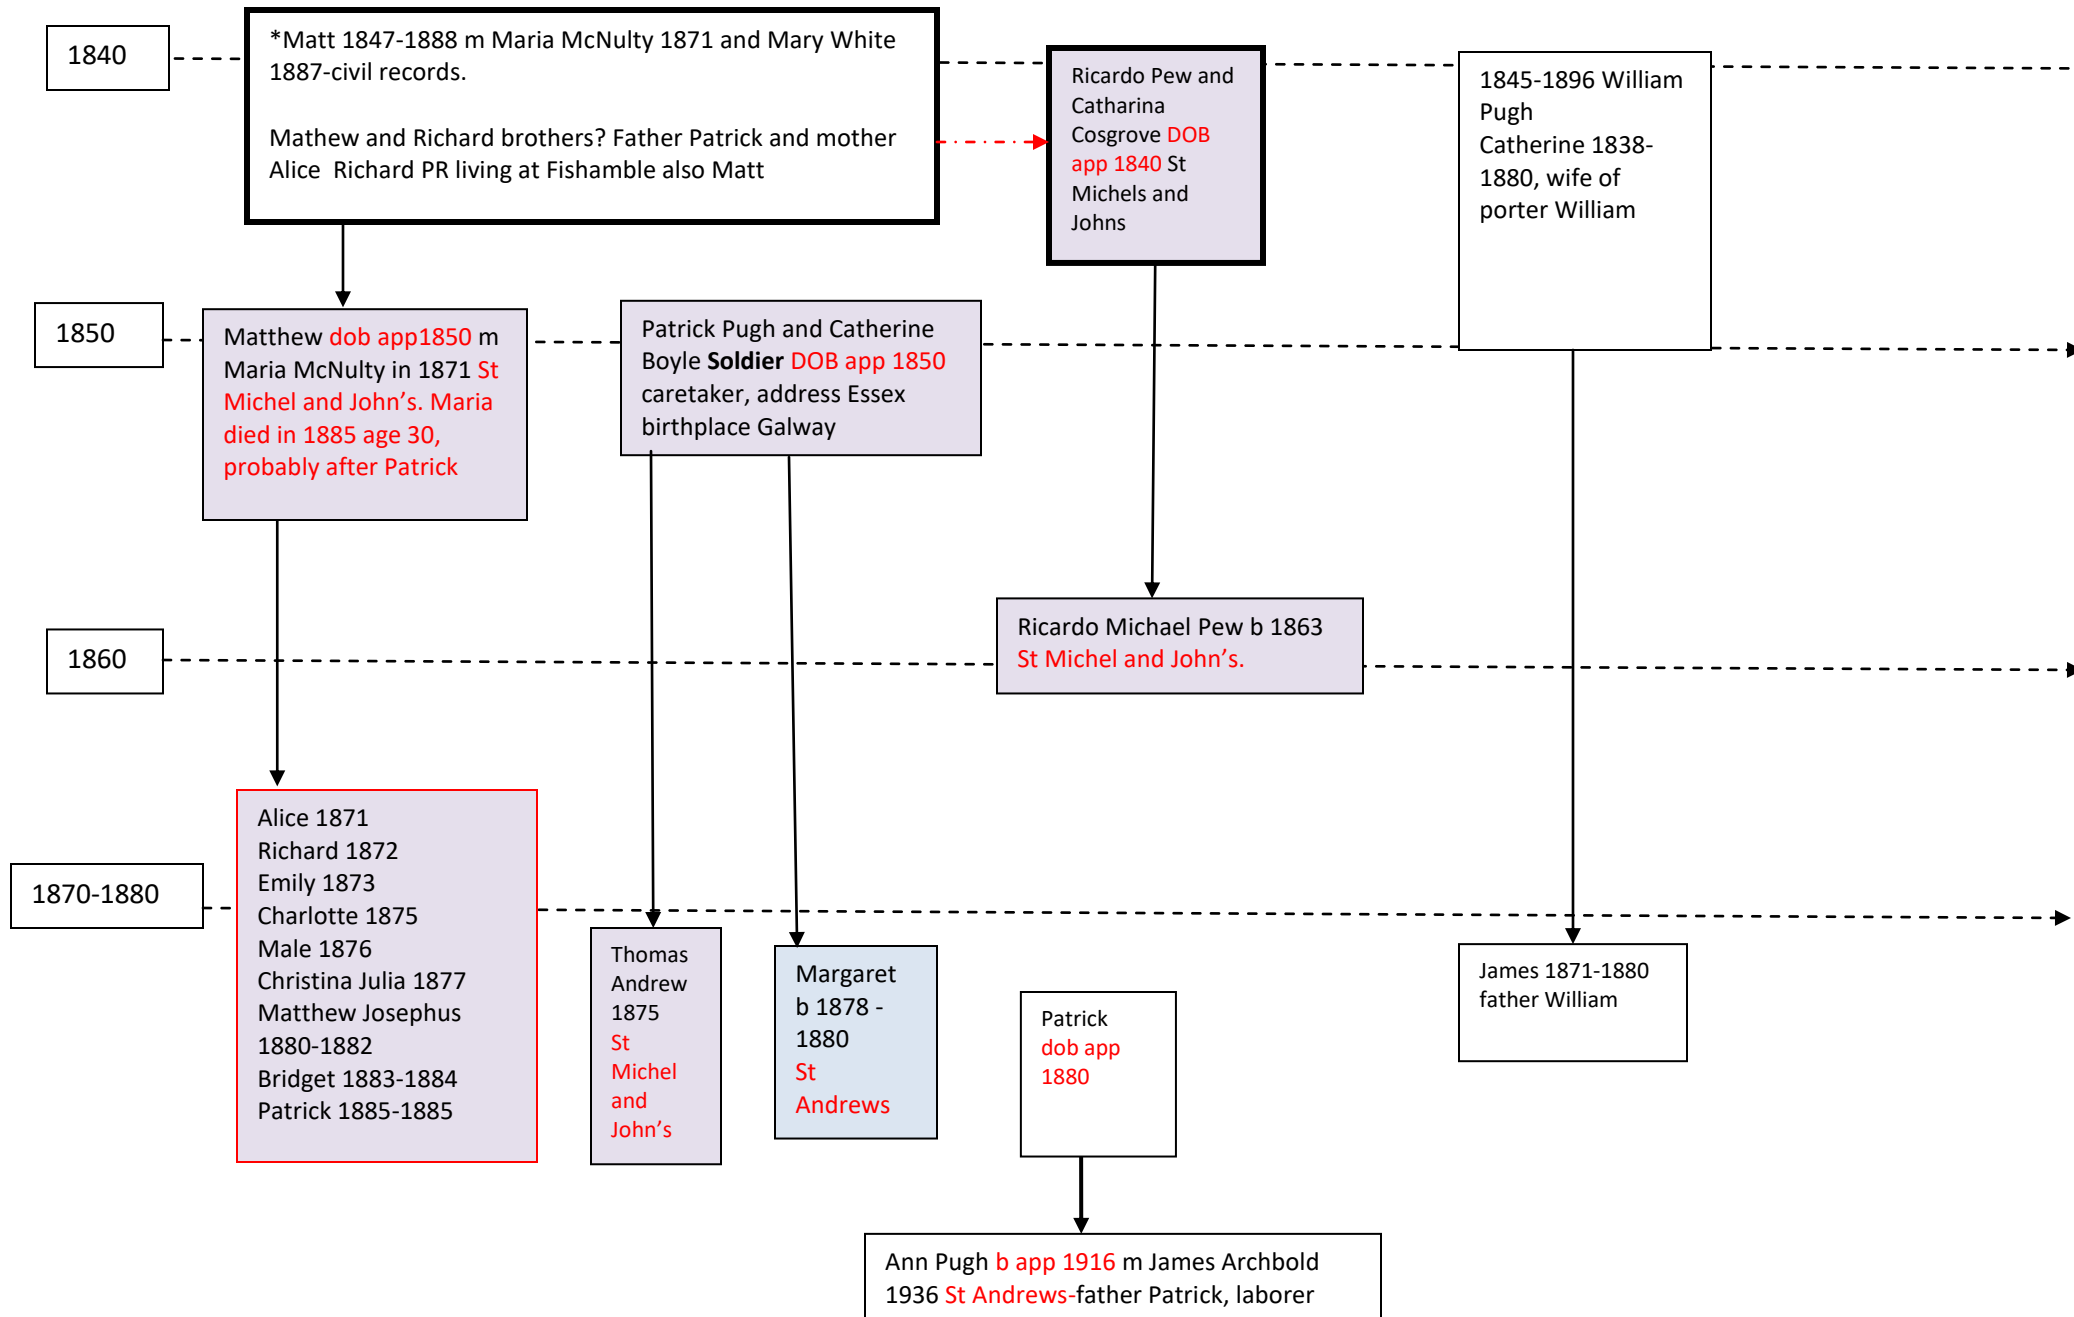 1840
*Matt 1847-1888 m Maria McNulty 1871 and Mary White
1887-civil records.
Mathew and Richard brothers? Father Patrick and mother
Alice  Richard PR living at Fishamble also Matt
Ricardo Pew and
Catharina
Cosgrove DOB
app 1840 St
Michels and
Johns
1845-1896 William
Pugh
Catherine 1838-
1880, wife of
porter William
1850
Matthew dob app1850 m
Maria McNulty in 1871 St
Michel and John’s. Maria
died in 1885 age 30,
probably after Patrick
Patrick Pugh and Catherine
Boyle Soldier DOB app 1850
caretaker, address Essex
birthplace Galway
1860
Ricardo Michael Pew b 1863
St Michel and John’s.
1870-1880
Alice 1871
Richard 1872
Emily 1873
Charlotte 1875
Male 1876
Christina Julia 1877
Matthew Josephus
1880-1882
Bridget 1883-1884
Patrick 1885-1885
Thomas
Andrew
1875
St
Michel
and
John’s
Margaret
b 1878 -
1880
St
Andrews
Patrick
dob app
1880
James 1871-1880
father William
Ann Pugh b app 1916 m James Archbold
1936 St Andrews-father Patrick, laborer